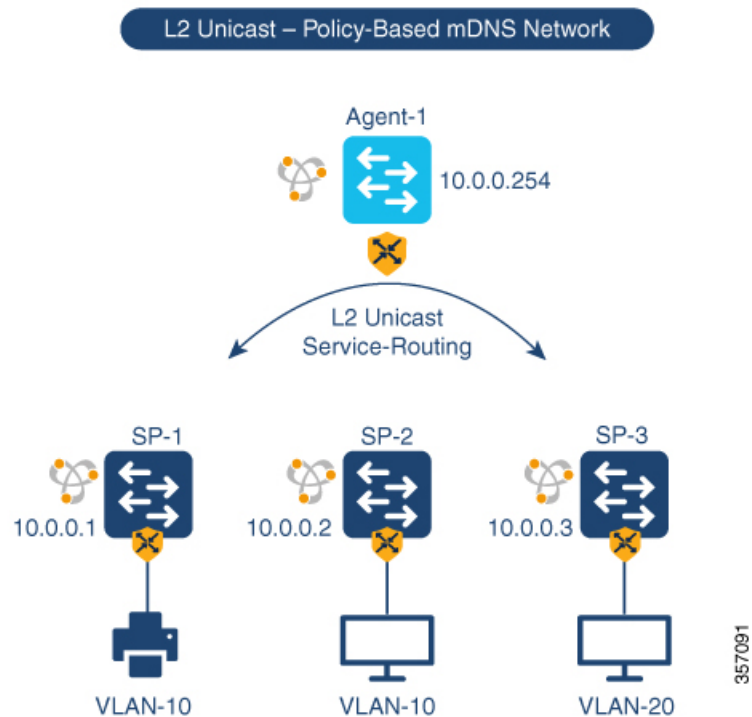 L2 Unicast – Policy-Based mDNS Network
Agent-1
10.0.0.254
L2 Unicast
Service-Routing
SP-1
SP-2
SP-3
10.0.0.1
10.0.0.2
10.0.0.3
VLAN-10
VLAN-10
VLAN-20
357091